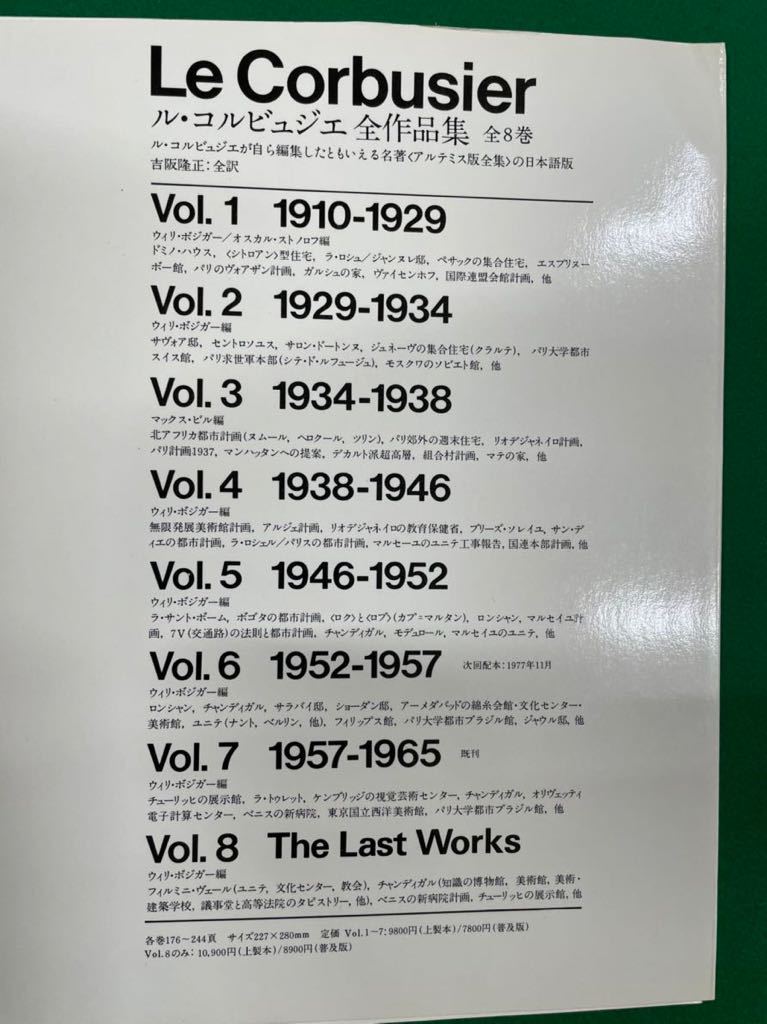 Le Corbusier
ル・コルビュジエ 全作品集 全8巻
ル・コルビュジエが自ら編集したともいえる名著〈アルテミス版全集〉の日本語版
吉阪隆正：全訳
Vol. 1 1910-1929
ウィリ・ボジガー／オスカル・ストノロフ編
ドミノ・ハウス，〈シトロアン〉型住宅，ラ・ロシュ／ジャンヌレ邸，ペサックの集合住宅，エスプリヌー
ボー館，パリのヴォアザン計画，ガルシュの家，ヴァイセンホフ，国際連盟会館計画，他
Vol. 2 1929-1934
ウィリ・ボジガー編
サヴォア邸，セントロソユス，サロン・ドートンヌ，ジュネーヴの集合住宅(クラルテ)，パリ大学都市
スイス館，パリ求世軍本部(シテ・ド・ルフュージュ)，モスクワのソビエト館，他
Vol. 3 1934-1938
マックス・ビル編
北アフリカ都市計画(ヌムール，ヘロクール，ツリン)，パリ郊外の週末住宅，リオデジャネイロ計画，
パリ計画1937，マンハッタンへの提案，デカルト派超高層，組合村計画，マテの家，他
Vol. 4 1938-1946
ウィリ・ボジガー編
無限発展美術館計画，アルジェ計画，リオデジャネイロの教育保健省，ブリーズ・ソレイユ，サン・デ
ィエの都市計画，ラ・ロシェル／パリスの都市計画，マルセーユのユニテ工事報告，国連本部計画，他
Vol. 5 1946-1952
ウィリ・ボジガー編
ラ・サント・ボーム，ボゴタの都市計画，〈ロク〉と〈ロブ〉(カプ＝マルタン)，ロンシャン，マルセイユ計
画，7V(交通路)の法則と都市計画，チャンディガル，モデュロール，マルセイユのユニテ，他
Vol. 6 1952-1957 次回配本：1977年11月
ウィリ・ボジガー編
ロンシャン，チャンディガル，サラバイ邸，ショーダン邸，アーメダバッドの綿糸会館・文化センター・
美術館，ユニテ(ナント，ベルリン，他)，フィリップス館，パリ大学都市ブラジル館，ジャウル邸，他
Vol. 7 1957-1965 既刊
ウィリ・ボジガー編
チューリッヒの展示館，ラ・トゥレット，ケンブリッジの視覚芸術センター，チャンディガル，オリヴェッティ
電子計算センター，ベニスの新病院，東京国立西洋美術館，パリ大学都市ブラジル館，他
Vol. 8 The Last Works
ウィリ・ボジガー編
フィルミニ・ヴェール(ユニテ，文化センター，教会)，チャンディガル(知識の博物館，美術館，美術・
建築学校，議事堂と高等法院のタピストリー，他)，ベニスの新病院計画，チューリッヒの展示館，他
各巻176～244頁 サイズ227×280mm 定価 Vol.1～7：9800円(上製本)/7800円(普及版)
Vol.8のみ：10,900円(上製本)/8900円(普及版)